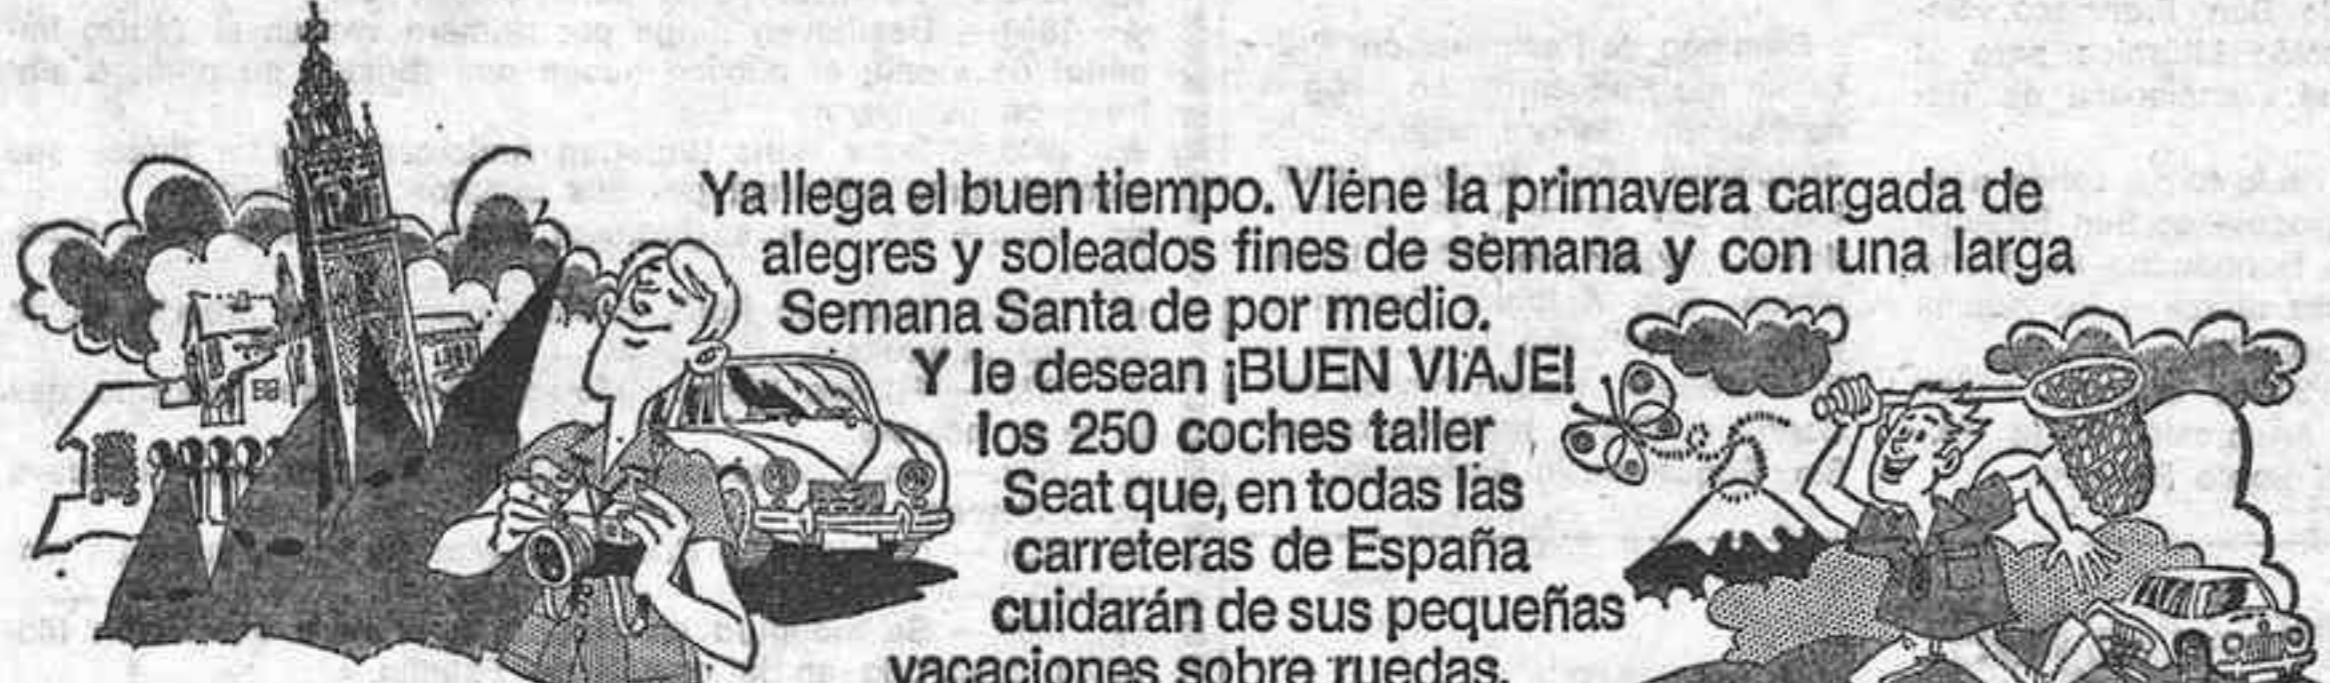 Ya llega el buen tiempo. Viene la primavera cargada de
alegres y soleados fines de semana y con una larga
Semana Santa de por medio.
Y le desean ¡BUEN VIAJE!
los 250 coches taller
Seat que, en todas las
carreteras de España
cuidarán de sus pequeñas
vacaciones sobre ruedas.